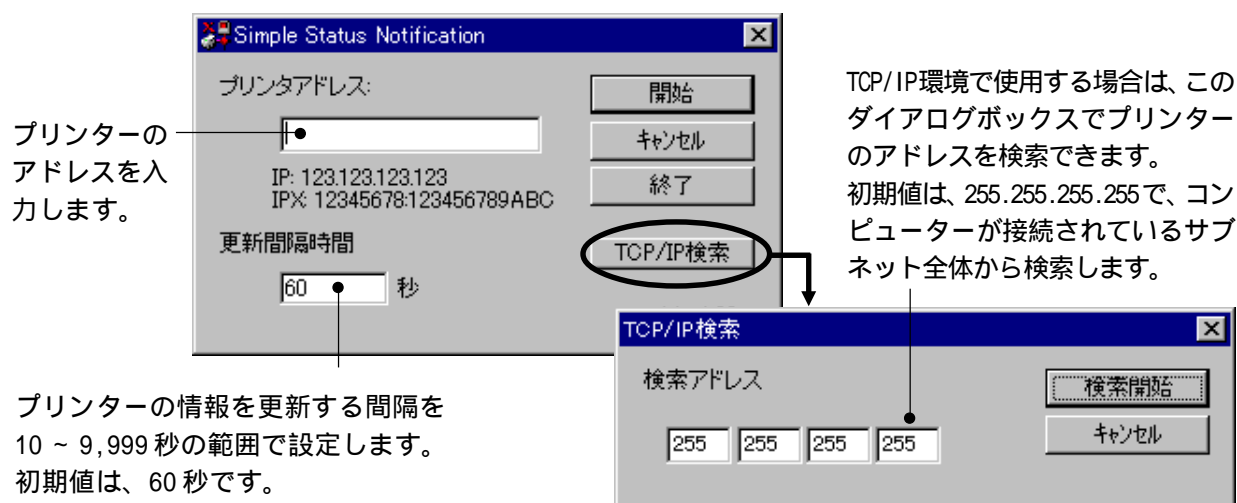 Simple Status Notification
プリンタアドレス:
開始
キャンセル
IP: 123.123.123.123
IPX: 12345678:123456789ABC
終了
更新間隔時間
TCP/IP検索
60 秒
プリンターの
アドレスを入
力します。
TCP/IP環境で使用する場合は、この
ダイアログボックスでプリンター
のアドレスを検索できます。
初期値は、255.255.255.255で、コン
ピューターが接続されているサブ
ネット全体から検索します。
プリンターの情報を更新する間隔を
10 ~ 9,999秒の範囲で設定します。
初期値は、60秒です。
TCP/IP検索
検索アドレス
検索開始
255 255 255 255
キャンセル